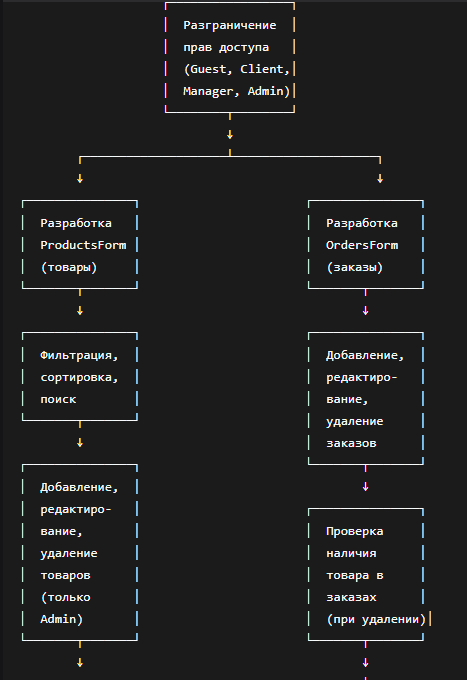 Разграничение
прав доступа
(Guest, Client,
Manager, Admin)
Разработка
ProductsForm
(товары)
Разработка
OrdersForm
(заказы)
Фильтрация,
сортировка,
поиск
Добавление,
редактиро-
вание,
удаление
заказов
Добавление,
редактиро-
вание,
удаление
товаров
(только
Admin)
Проверка
наличия
товара в
заказах
(при удалении)